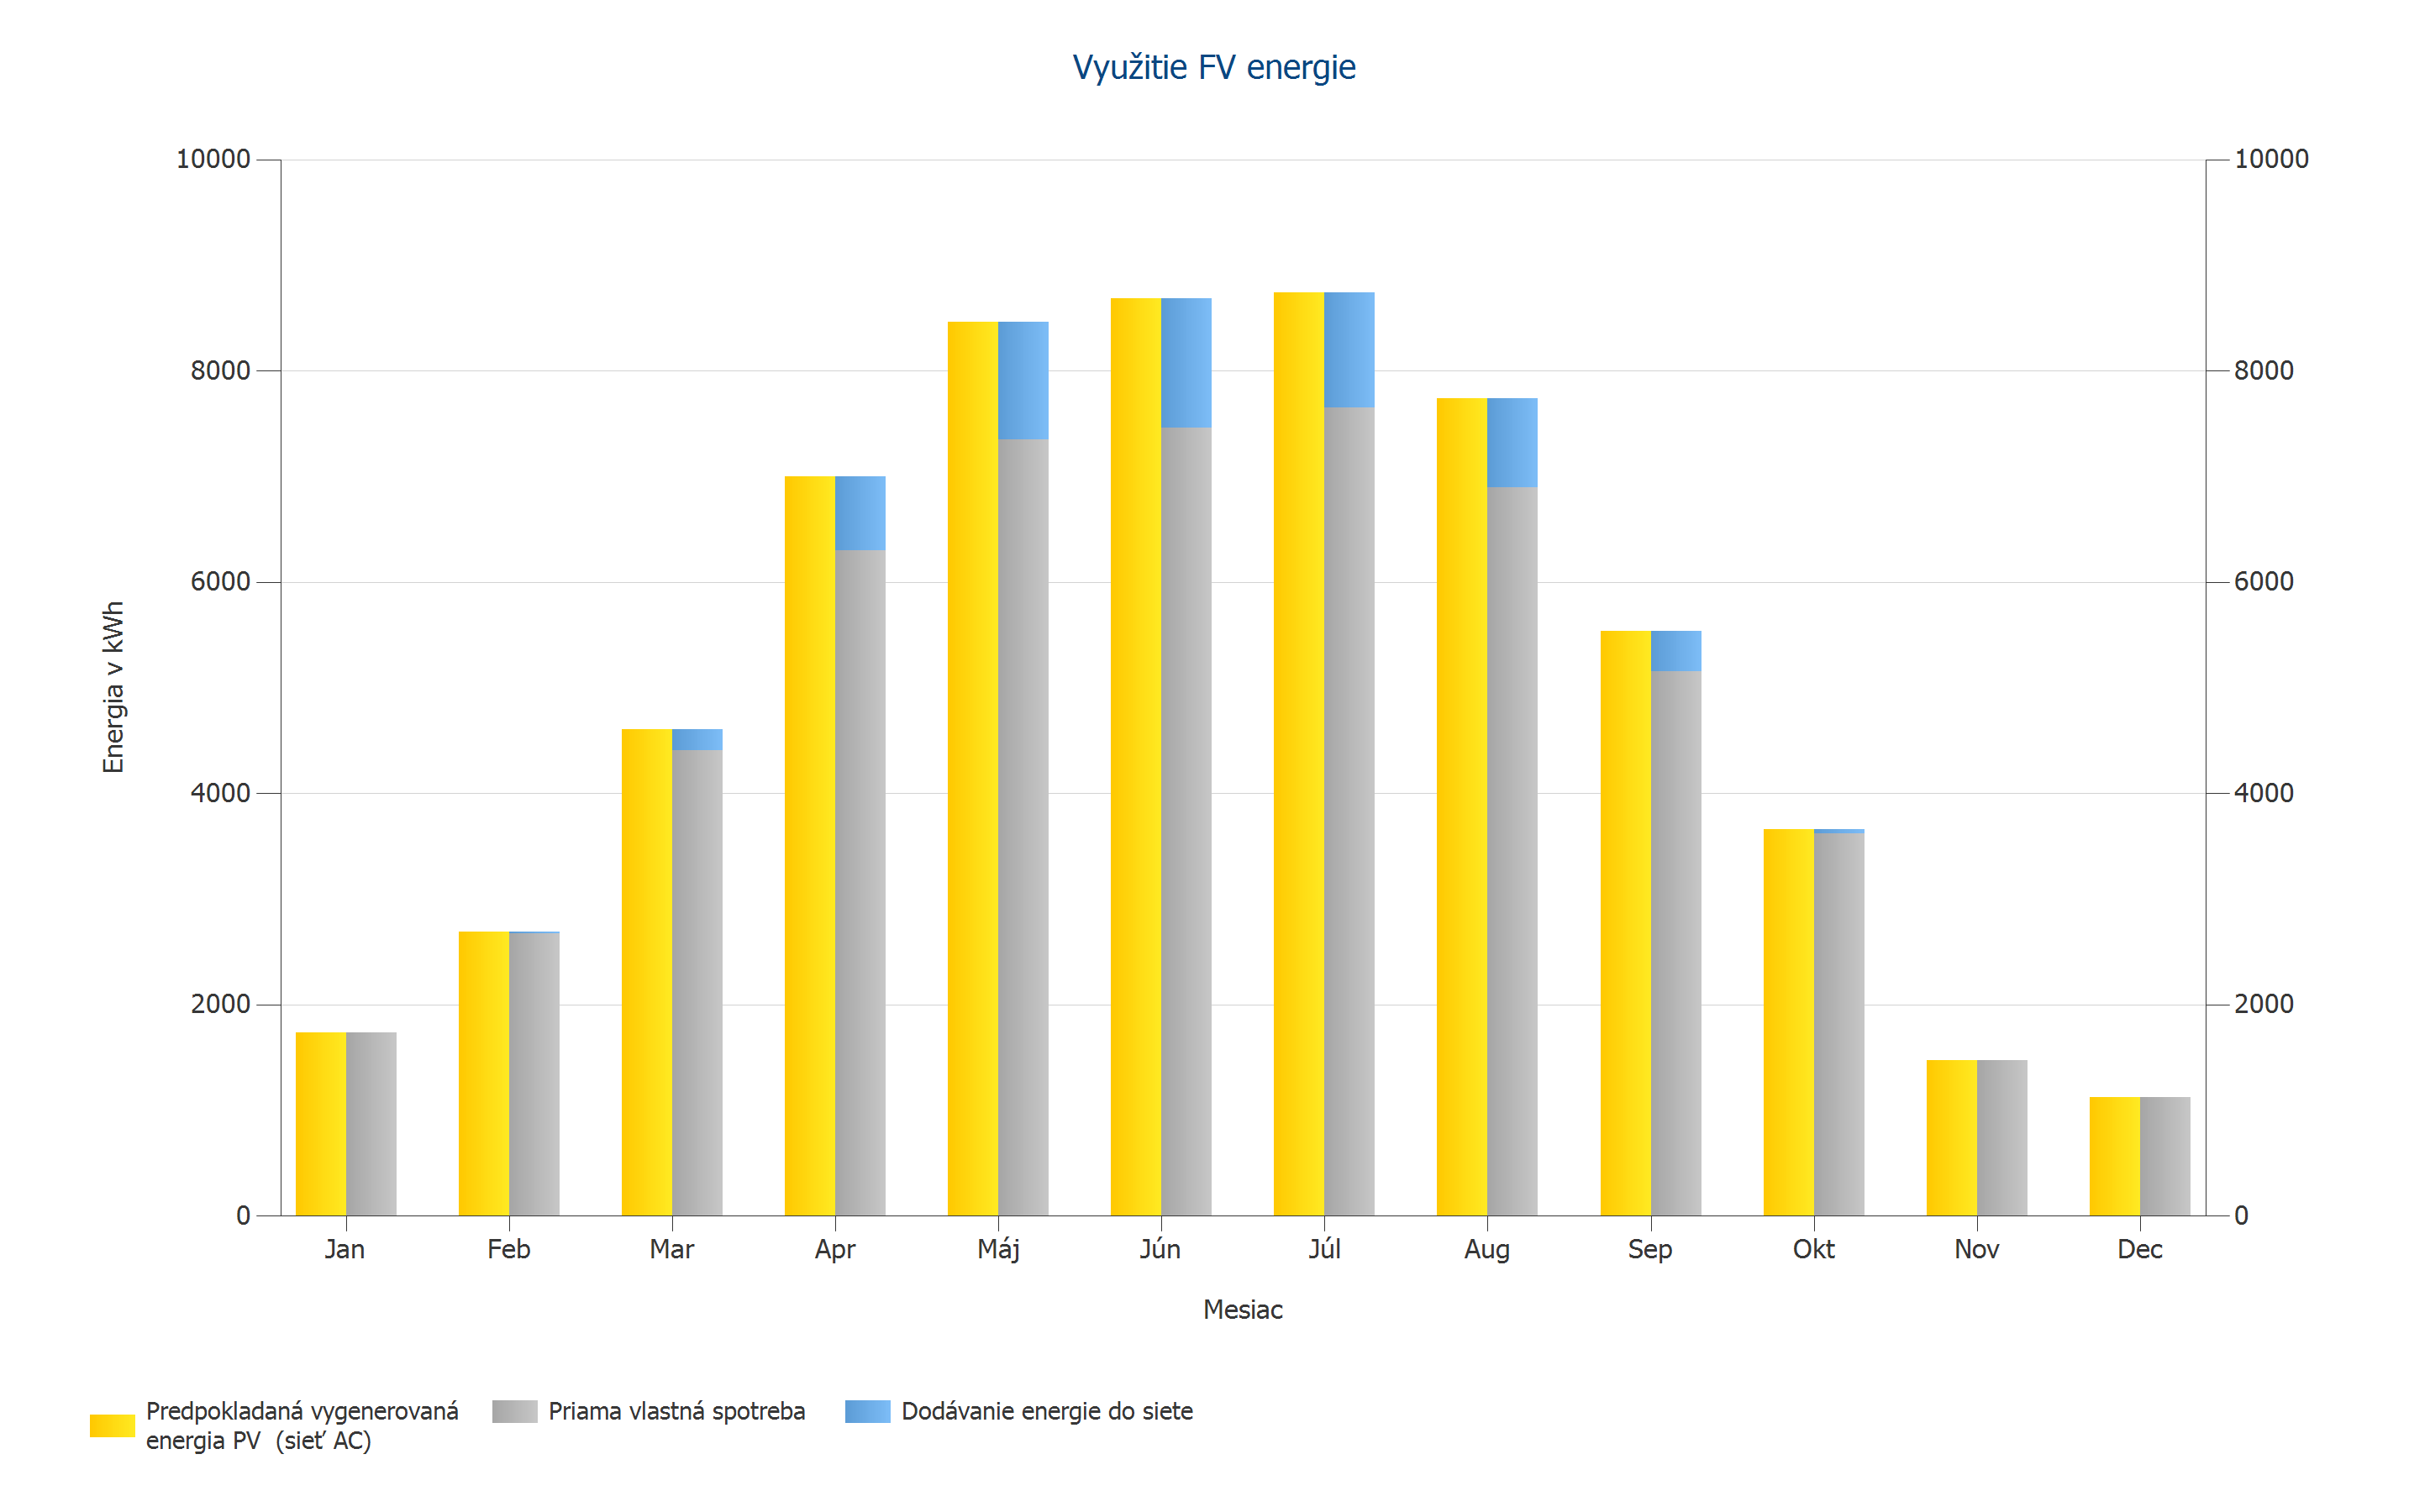 Využitie FV energie
10000
10000
8000
8000
6000
6000
Energia v kWh
4000
4000
2000
2000
0
0
Jan Feb Mar Apr Máj Jún Júl Aug Sep Okt Nov Dec
Mesiac
Predpokladaná vygenerovaná
energia PV (sieť AC)
Priama vlastná spotreba
Dodávanie energie do siete